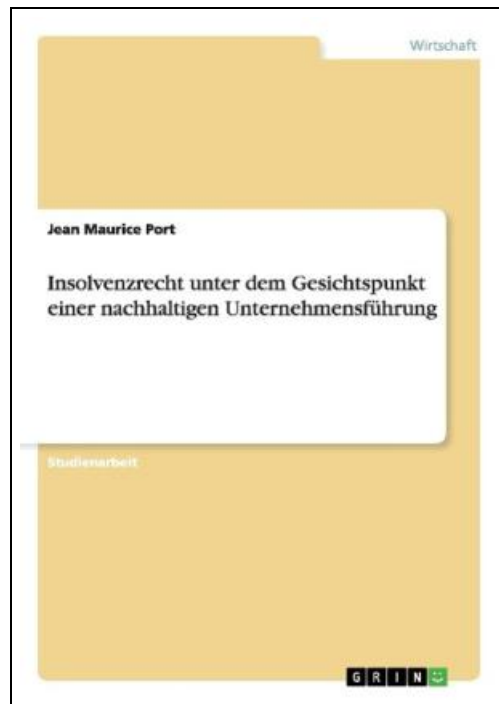 Wirtschaft
Jean Maurice Port
Insolvenzrecht unter dem Gesichtspunkt
einer nachhaltigen Unternehmensführung
Studienarbeit
GRIN